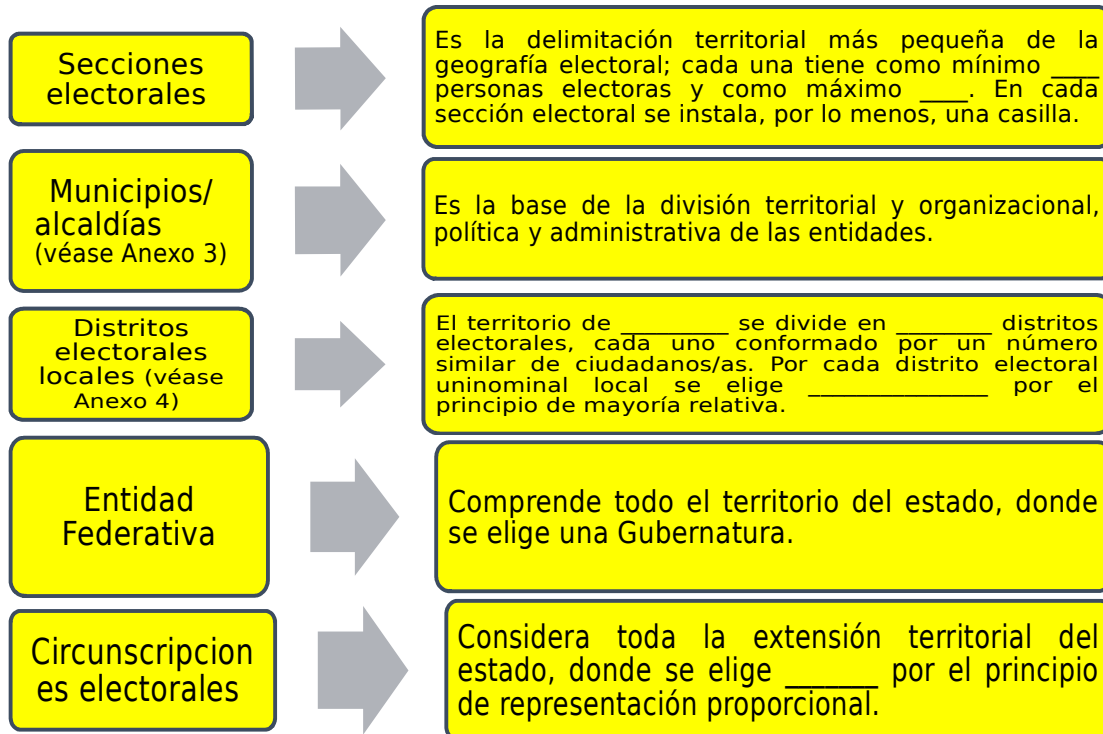 Secciones
electorales
Es la delimitación territorial más pequeña de la
geografía electoral; cada una tiene como mínimo ____
personas electoras y como máximo ____. En cada
sección electoral se instala, por lo menos, una casilla.
Municipios/
alcaldías
(véase Anexo 3)
Es la base de la división territorial y organizacional,
política y administrativa de las entidades.
Distritos
electorales
locales (véase
Anexo 4)
El territorio de _________ se divide en ________ distritos
electorales, cada uno conformado por un número
similar de ciudadanos/as. Por cada distrito electoral
uninominal local se elige _______________ por el
principio de mayoría relativa.
Entidad
Federativa
Comprende todo el territorio del estado, donde
se elige una Gubernatura.
Circunscripcion
es electorales
Considera toda la extensión territorial del
estado, donde se elige ______ por el principio
de representación proporcional.